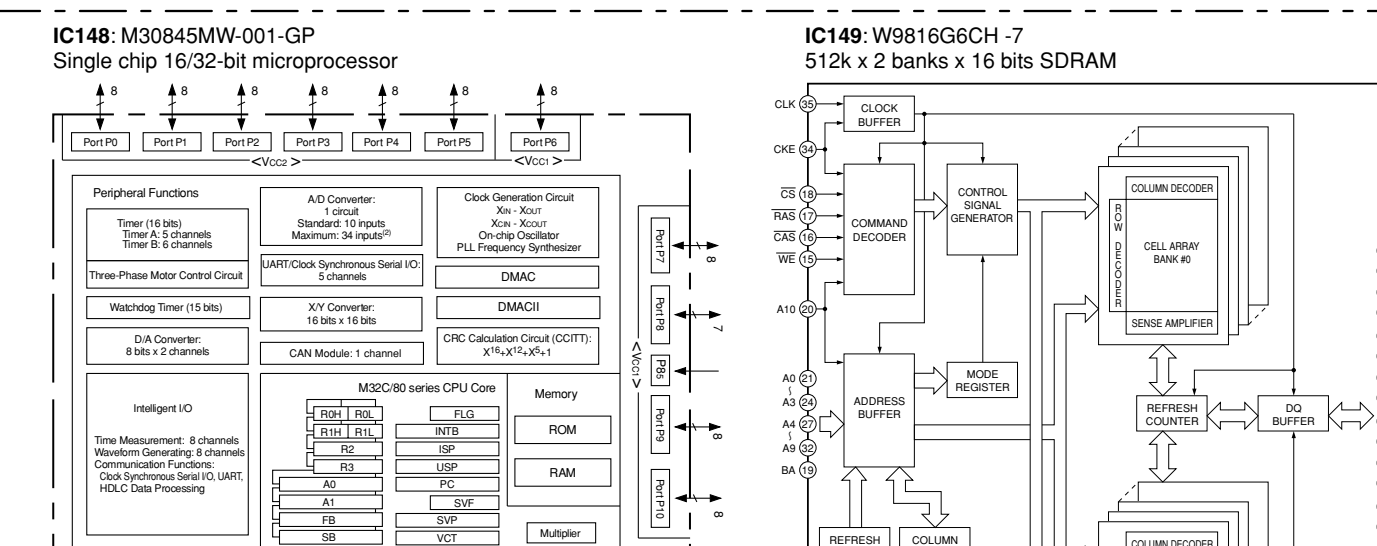 IC148: M30845MW-001-GP
Single chip 16/32-bit microprocessor
8 8 8 8 8 8 8
Port P0 Port P1 Port P2 Port P3 Port P4 Port P5 Port P6
<VCC2> <VCC1>
Peripheral Functions
Timer (16 bits)
Timer A: 5 channels
Timer B: 6 channels
Three-Phase Motor Control Circuit
Watchdog Timer (15 bits)
D/A Converter:
8 bits x 2 channels
A/D Converter:
1 circuit
Standard: 10 inputs
Maximum: 34 inputs(2)
UART/Clock Synchronous Serial I/O:
5 channels
X/Y Converter:
16 bits x 16 bits
CAN Module: 1 channel
Clock Generation Circuit
XIN - XOUT
XCIN - XCOUT
On-chip Oscillator
PLL Frequency Synthesizer
DMAC
DMACII
CRC Calculation Circuit (CCITT):
X16+X12+X5+1
Intelligent I/O
Time Measurement: 8 channels
Waveform Generating: 8 channels
Communication Functions:
Clock Synchronous Serial I/O, UART,
HDLC Data Processing
M32C/80 series CPU Core
R0H R0L
R1H R1L
R2
R3
A0
A1
FB
SB
FLG
INTB
ISP
USP
PC
SVF
SVP
VCT
Memory
ROM
RAM
Multiplier
<VCC1>
Port P7
8
Port P8
7
P85
Port P9
8
Port P10
8
IC149: W9816G6CH -7
512k x 2 banks x 16 bits SDRAM
CLK 35
CKE 34
CS 18
RAS 17
CAS 16
WE 15
A10 20
A0 21
A3 24
A4 27
A9 32
BA 19
CLOCK
BUFFER
COMMAND
DECODER
CONTROL
SIGNAL
GENERATOR
ADDRESS
BUFFER
MODE
REGISTER
COLUMN DECODER
ROW DECODER
CELL ARRAY
BANK #0
SENSE AMPLIFIER
REFRESH
COUNTER
DQ
BUFFER
REFRESH
COLUMN
COLUMN DECODER